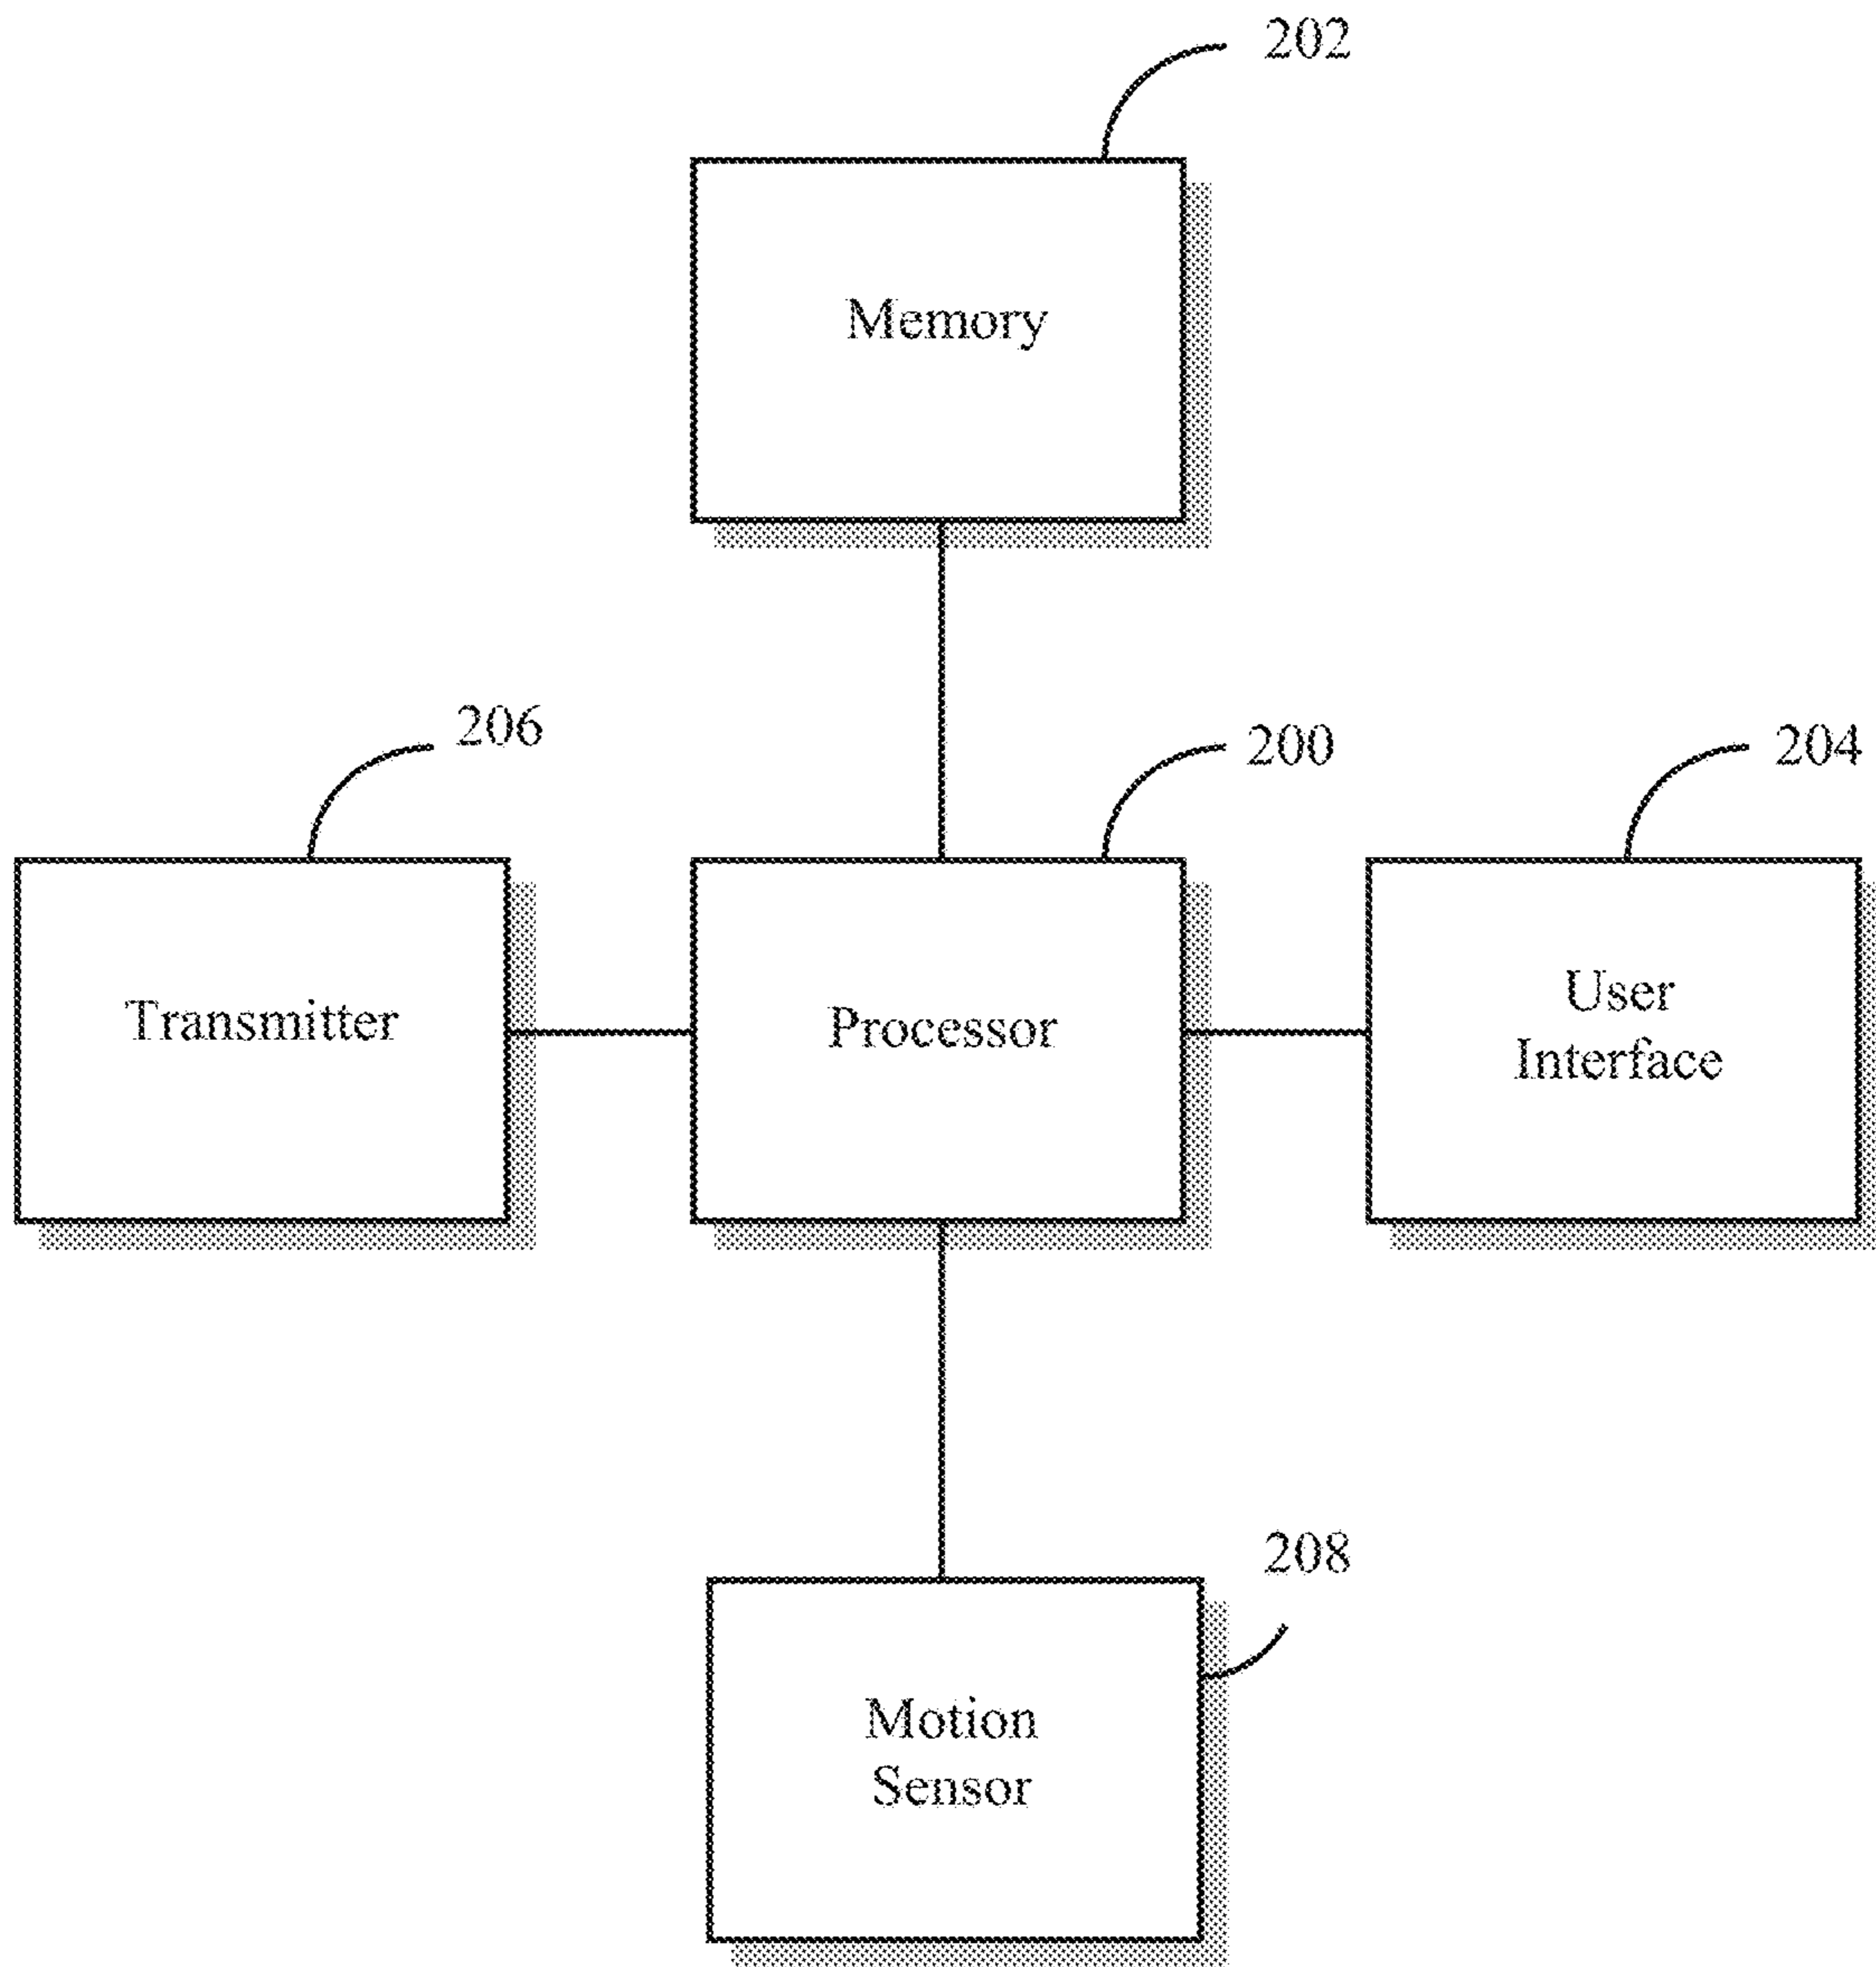 202
Memory
206
200
204
Transmitter
Processor
User
Interface
208
Motion
Sensor